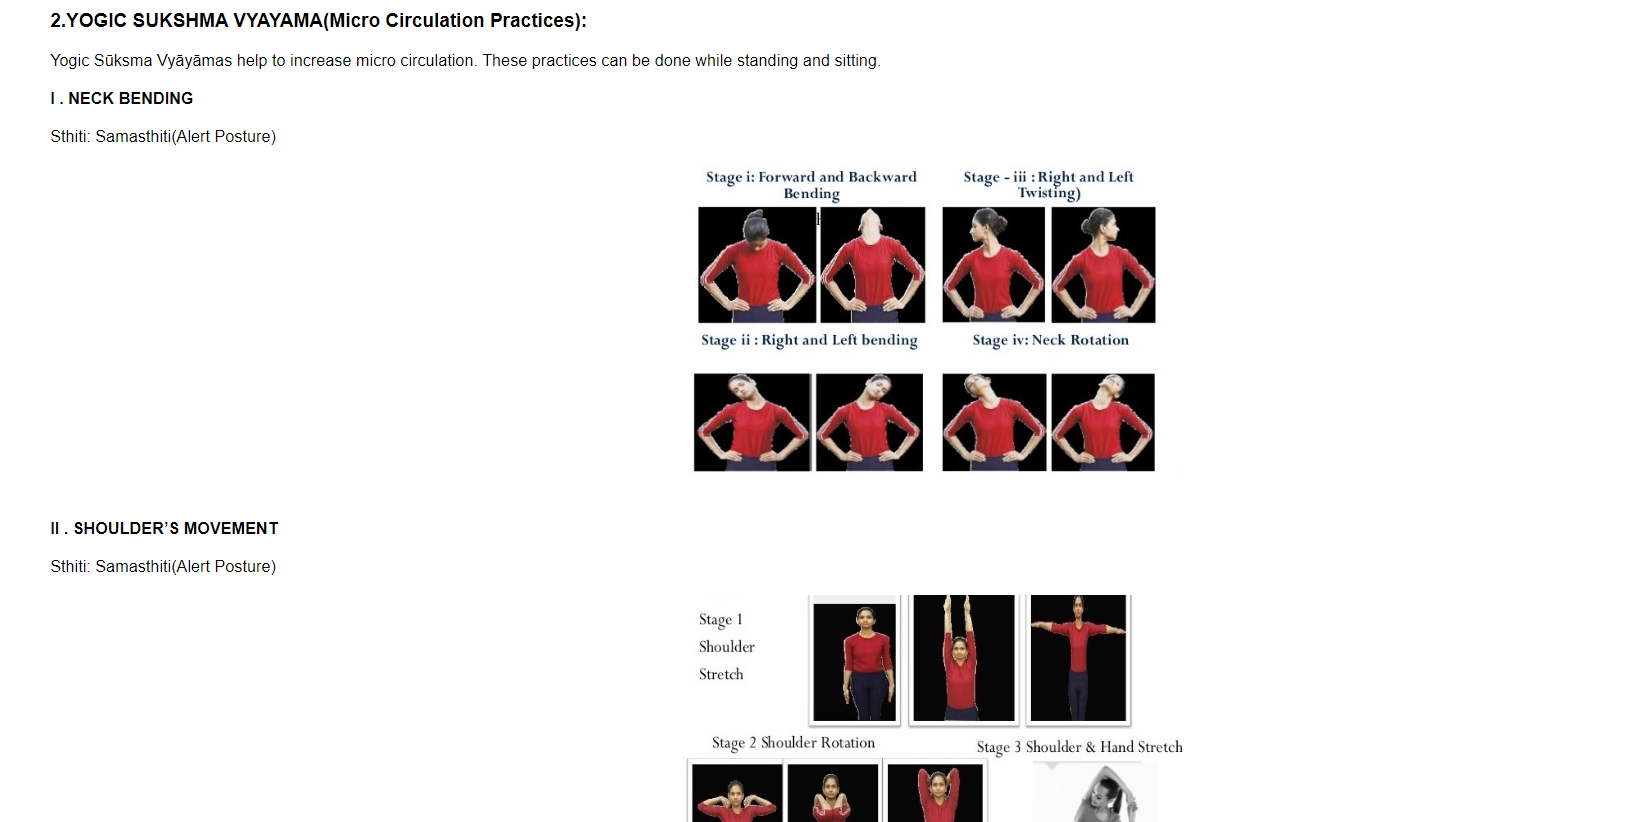 2.YOGIC SUKSHMA VYAYAMA(Micro Circulation Practices):
Yogic Sūksma Vyāyāmas help to increase micro circulation. These practices can be done while standing and sitting.
I . NECK BENDING
Sthiti: Samasthiti(Alert Posture)
Stage i: Forward and Backward
Bending
Stage - iii : Right and Left
Twisting)
Stage ii : Right and Left bending
Stage iv: Neck Rotation
II . SHOULDER’S MOVEMENT
Sthiti: Samasthiti(Alert Posture)
Stage 1
Shoulder
Stretch
Stage 2 Shoulder Rotation
Stage 3 Shoulder & Hand Stretch